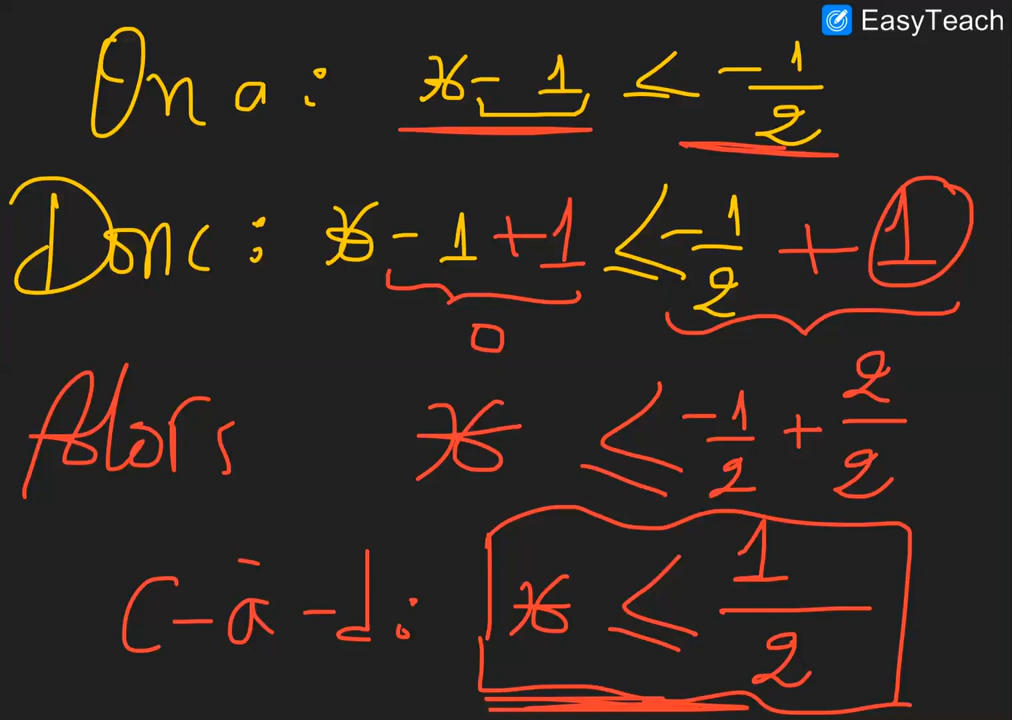 EasyTeach
On a : x - 1 ≤ -1/2
Donc : x - 1 + 1 ≤ -1/2 + 1
0
Alors x ≤ -1/2 + 2/2
C-à-d : x ≤ 1/2